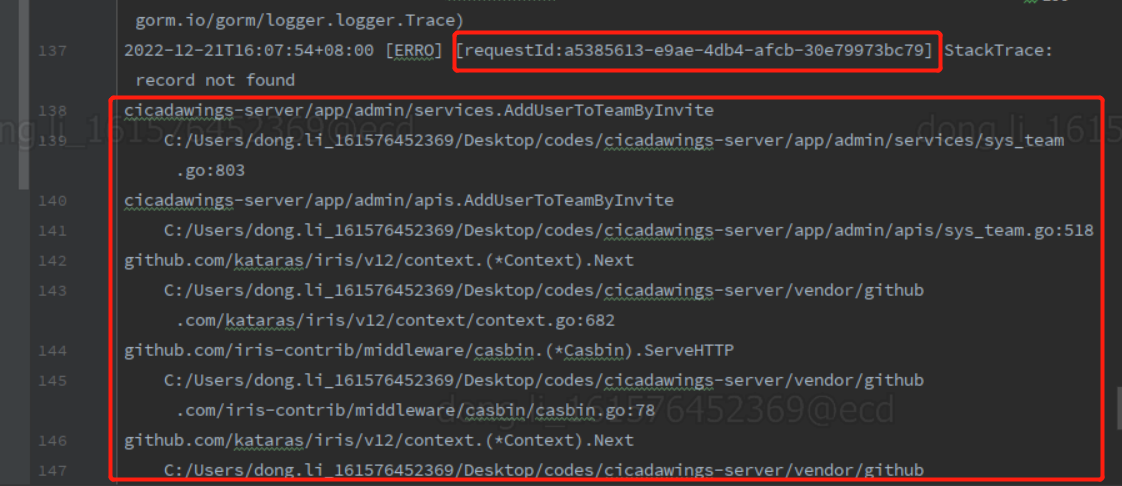 gorm.io/gorm/logger.logger.Trace)
137 2022-12-21T16:07:54+08:00 [ERRO] [requestId:a5385613-e9ae-4db4-afcb-30e79973bc79] StackTrace:
record not found
138 cicadawings-server/app/admin/services.AddUserToTeamByInvite
139 C:/Users/dong.li_161576452369/Desktop/codes/cicadawings-server/app/admin/services/sys_team
.go:803
140 cicadawings-server/app/admin/apis.AddUserToTeamByInvite
141 C:/Users/dong.li_161576452369/Desktop/codes/cicadawings-server/app/admin/apis/sys_team.go:518
142 github.com/kataras/iris/v12/context.(*Context).Next
143 C:/Users/dong.li_161576452369/Desktop/codes/cicadawings-server/vendor/github
.com/kataras/iris/v12/context/context.go:682
144 github.com/iris-contrib/middleware/casbin.(*Casbin).ServeHTTP
145 C:/Users/dong.li_161576452369/Desktop/codes/cicadawings-server/vendor/github
.com/iris-contrib/middleware/casbin/casbin.go:78
dong.li_161576452369@ecd
146 github.com/kataras/iris/v12/context.(*Context).Next
147 C:/Users/dong.li_161576452369/Desktop/codes/cicadawings-server/vendor/github